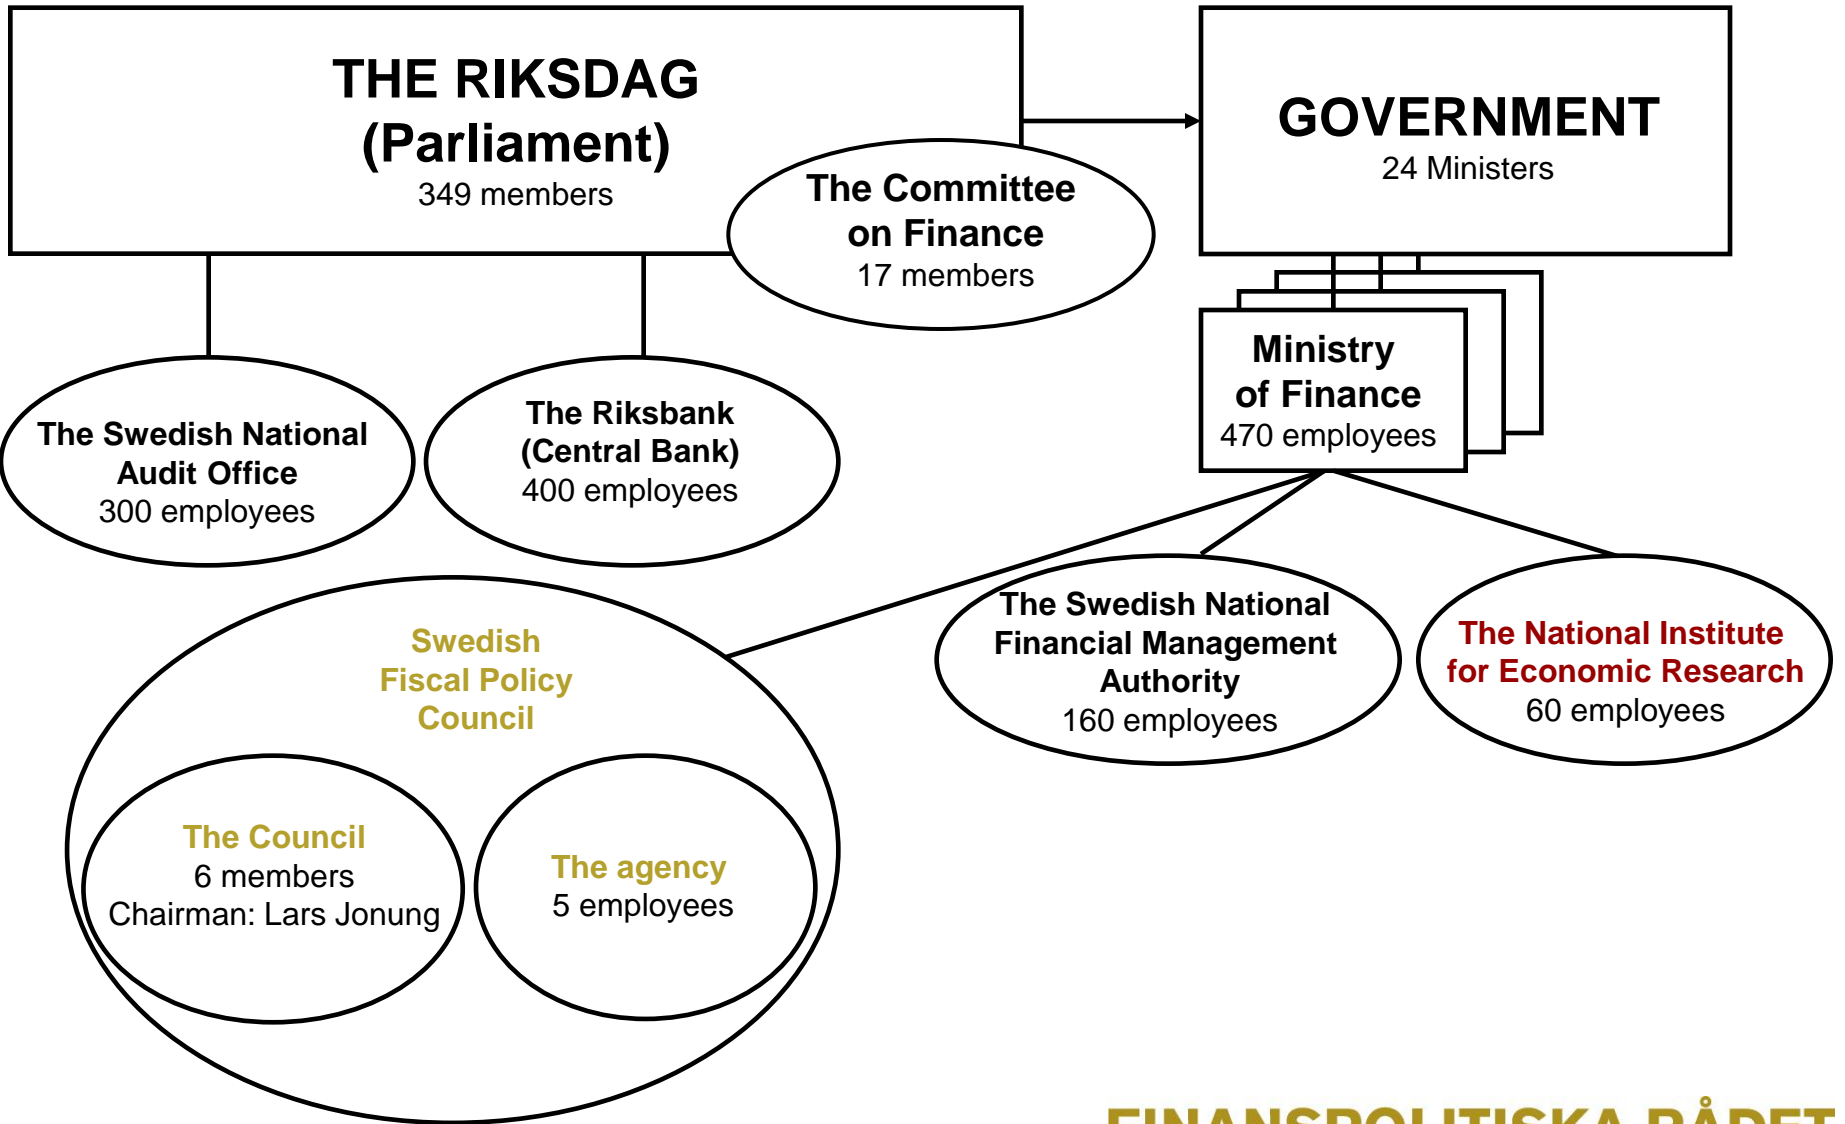 THE RIKSDAG
(Parliament)
349 members
GOVERNMENT
24 Ministers
The Committee
on Finance
17 members
Ministry
of Finance
470 employees
The Swedish National
Audit Office
300 employees
The Riksbank
(Central Bank)
400 employees
Swedish
Fiscal Policy
Council
The Swedish National
Financial Management
Authority
160 employees
The National Institute
for Economic Research
60 employees
The Council
6 members
Chairman: Lars Jonung
The agency
5 employees
FINANSPOLITISKA RÅDET